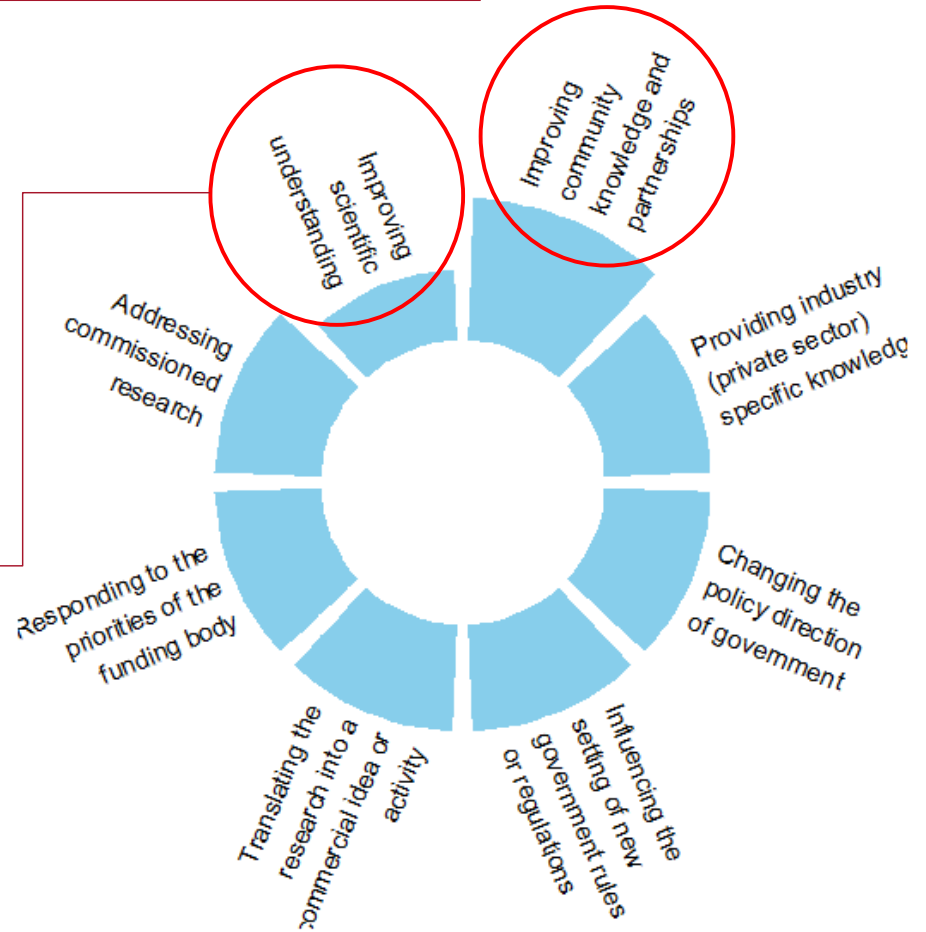 Improving
community
knowledge and
partnerships
Providing industry
(private sector)
specific knowledg
Changing the
policy direction
of government
Influencing the
setting of new
government rules
or regulations
Translating the
research into a
commercial idea or
activity
Responding to the
priorities of the
funding body
Addressing
commissioned
research
Improving
scientific
understanding